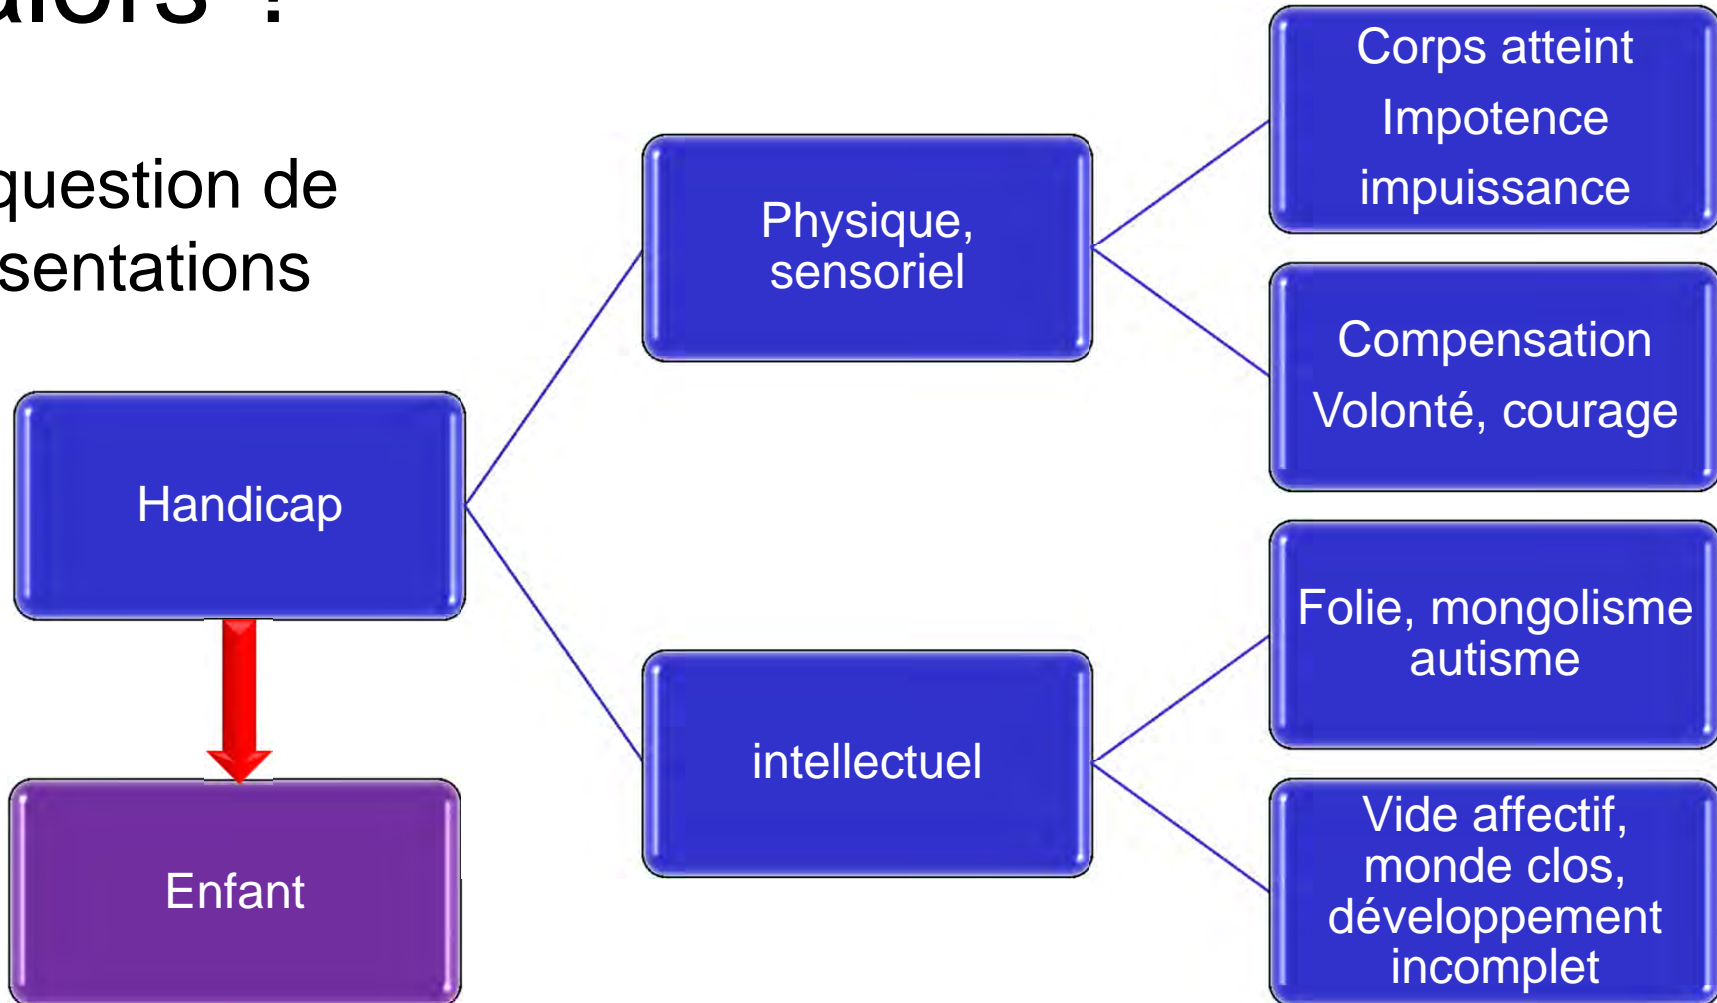 alors ?
question de
sentations
Corps atteint
Impotence
impuissance
Physique,
sensoriel
Compensation
Volonté, courage
Handicap
Folie, mongolisme
autisme
intellectuel
Vide affectif,
monde clos,
développement
incomplet
Enfant